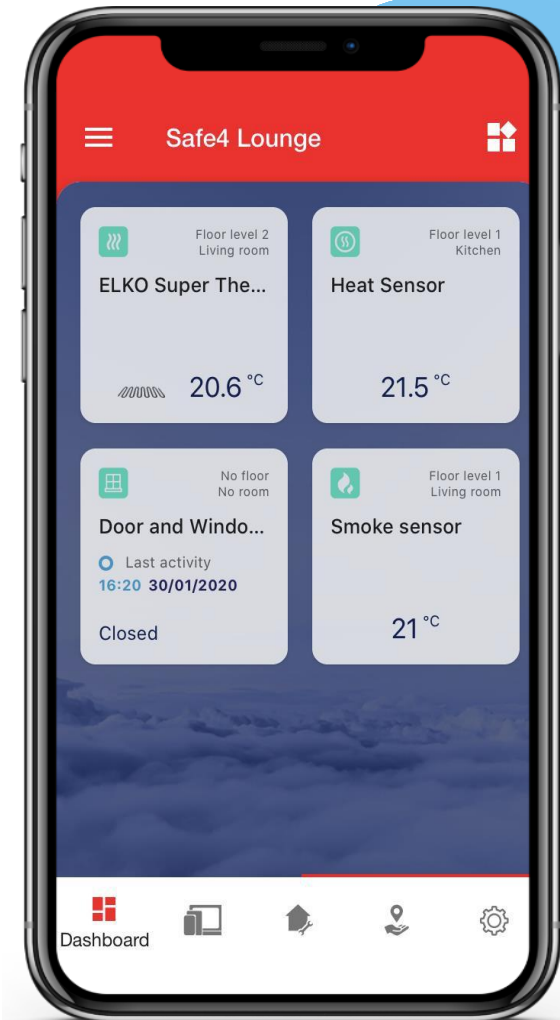 Safe4 Lounge
Floor level 2
Living room
ELKO Super The...
20.6 °C
Floor level 1
Kitchen
Heat Sensor
21.5 °C
No floor
No room
Door and Windo...
Last activity
16:20 30/01/2020
Closed
Floor level 1
Living room
Smoke sensor
21 °C
Dashboard